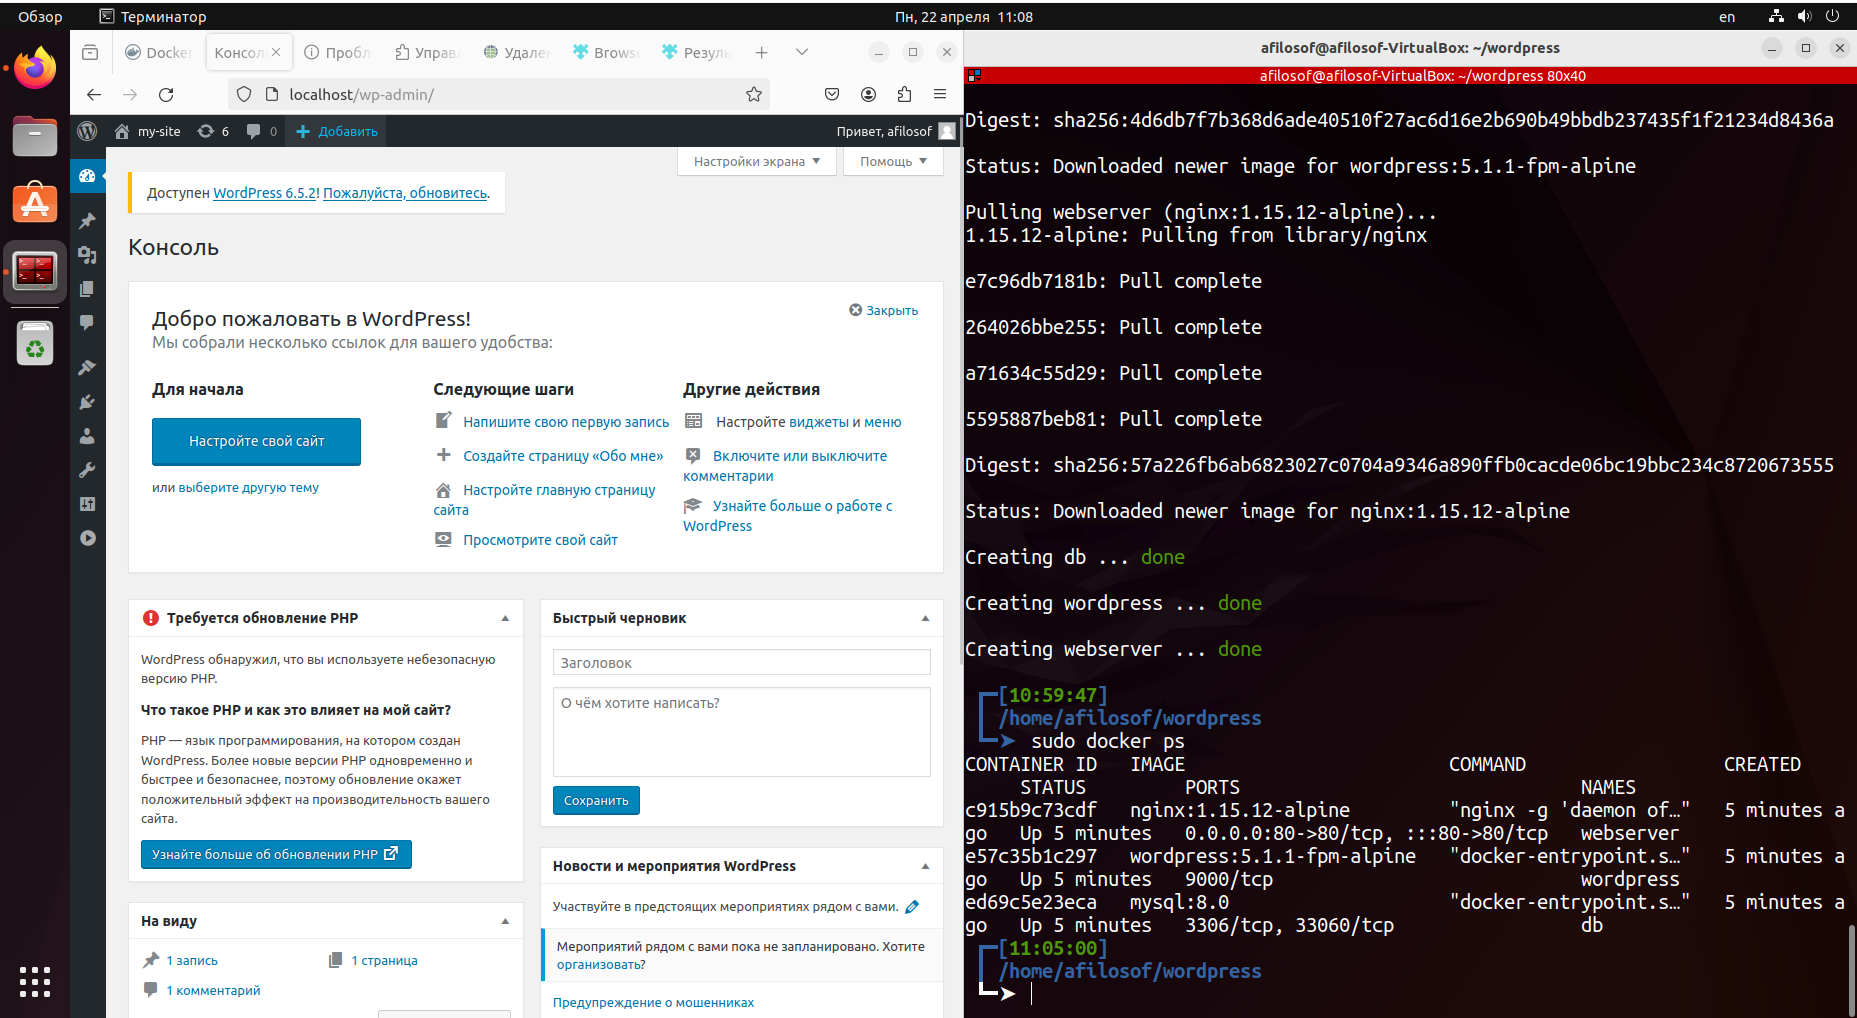 Обзор
Терминатор
Пн, 22 апреля 11:08
en
Docke
Консол
Пробл
Управл
Удален
Brows
Резуль
localhost/wp-admin/
my-site
6
0
Добавить
Привет, afilosof
Настройки экрана
Помощь
Доступен WordPress 6.5.2! Пожалуйста, обновитесь.
Консоль
Добро пожаловать в WordPress!
Закрыть
Мы собрали несколько ссылок для вашего удобства:
Для начала
Настройте свой сайт
или выберите другую тему
Следующие шаги
Напишите свою первую запись
Создайте страницу «Обо мне»
Настройте главную страницу
сайта
Просмотрите свой сайт
Другие действия
Настройте виджеты и меню
Включите или выключите
комментарии
Узнайте больше о работе с
WordPress
Требуется обновление PHP
WordPress обнаружил, что вы используете небезопасную
версию PHP.
Что такое PHP и как это влияет на мой сайт?
PHP — язык программирования, на котором создан
WordPress. Более новые версии PHP одновременно и
быстрее и безопаснее, поэтому обновление окажет
положительный эффект на производительность вашего
сайта.
Узнайте больше об обновлении PHP
На виду
1 запись
1 страница
1 комментарий
Быстрый черновик
Заголовок
О чём хотите написать?
Сохранить
Новости и мероприятия WordPress
Участвуйте в предстоящих мероприятиях рядом с вами.
Мероприятий рядом с вами пока не запланировано. Хотите
организовать?
Предупреждение о мошенниках
afilosof@afilosof-VirtualBox: ~/wordpress
afilosof@afilosof-VirtualBox: ~/wordpress 80x40
Digest: sha256:4d6db7f7b368d6ade40510f27ac6d16e2b690b49bbdb237435f1f21234d8436a
Status: Downloaded newer image for wordpress:5.1.1-fpm-alpine
Pulling webserver (nginx:1.15.12-alpine)...
1.15.12-alpine: Pulling from library/nginx
e7c96db7181b: Pull complete
264026bbe255: Pull complete
a71634c55d29: Pull complete
5595887beb81: Pull complete
Digest: sha256:57a226fb6ab6823027c0704a9346a890ffb0cacde06bc19bbc234c8720673555
Status: Downloaded newer image for nginx:1.15.12-alpine
Creating db ... done
Creating wordpress ... done
Creating webserver ... done
[10:59:47]
/home/afilosof/wordpress
➤ sudo docker ps
CONTAINER ID   IMAGE                        COMMAND                  CREATED
     STATUS         PORTS                               NAMES
c915b9c73cdf   nginx:1.15.12-alpine         "nginx -g 'daemon of…"   5 minutes a
go   Up 5 minutes   0.0.0.0:80->80/tcp, :::80->80/tcp   webserver
e57c35b1c297   wordpress:5.1.1-fpm-alpine   "docker-entrypoint.s…"   5 minutes a
go   Up 5 minutes   9000/tcp                            wordpress
ed69c5e23eca   mysql:8.0                    "docker-entrypoint.s…"   5 minutes a
go   Up 5 minutes   3306/tcp, 33060/tcp                 db
[11:05:00]
/home/afilosof/wordpress
➤